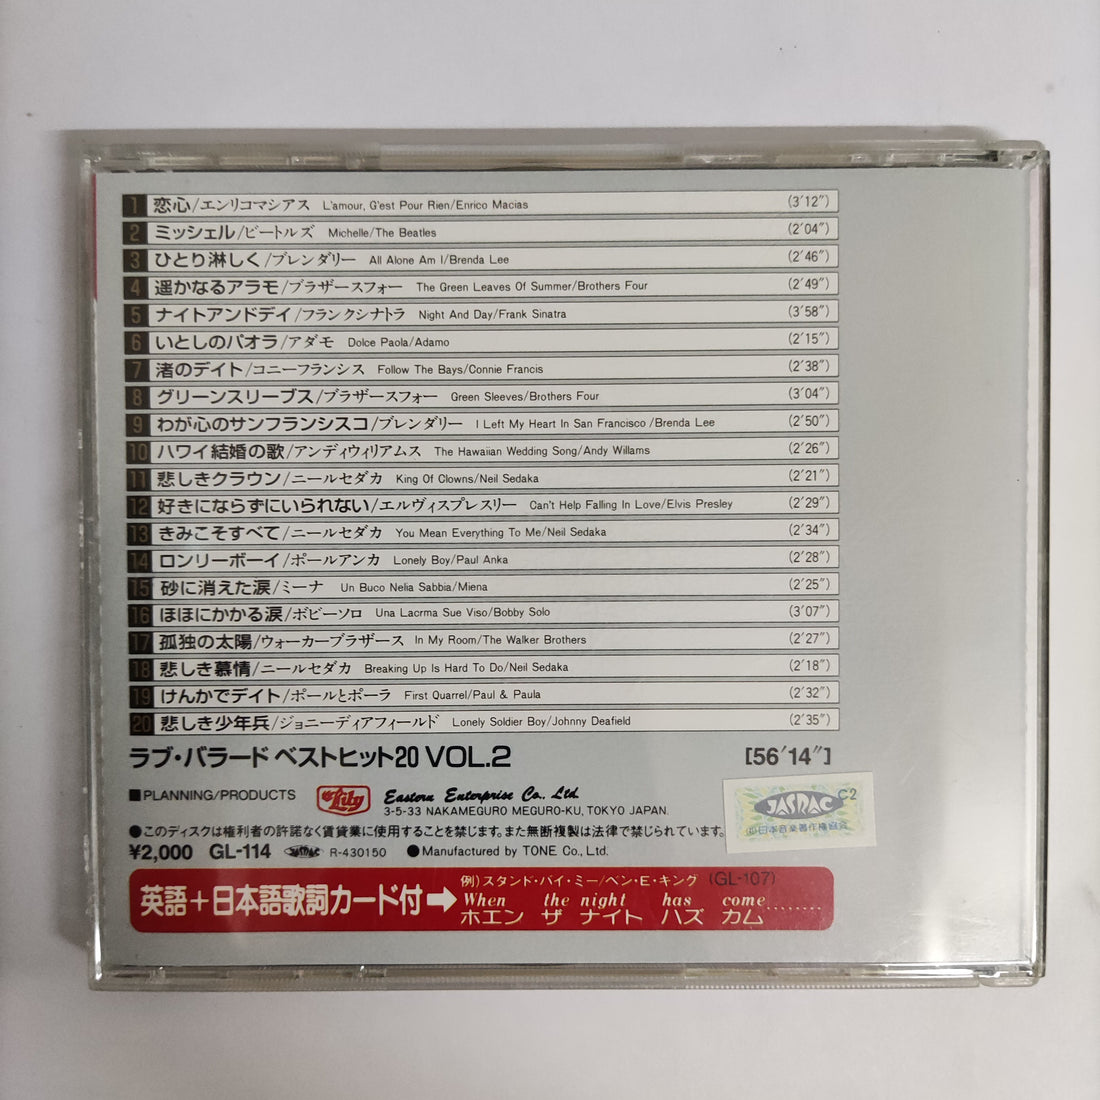 1 恋心/エンリコマシアス L'amour, G'est Pour Rien/Enrico Macias (3′12″)
2 ミッシェル/ビートルズ Michelle/The Beatles (2′04″)
3 ひとり淋しく/ブレンダリー All Alone Am I/Brenda Lee (2′46″)
4 遥かなるアラモ/ブラザースフォー The Green Leaves Of Summer/Brothers Four (2′49″)
5 ナイトアンドデイ/フランクシナトラ Night And Day/Frank Sinatra (3′58″)
6 いとしのパオラ/アダモ Dolce Paola/Adamo (2′15″)
7 渚のデイト/コニーフランシス Follow The Bays/Connie Francis (2′38″)
8 グリーンスリーブス/ブラザースフォー Green Sleeves/Brothers Four (3′04″)
9 わが心のサンフランシスコ/ブレンダリー I Left My Heart In San Francisco /Brenda Lee (2′50″)
10 ハワイ結婚の歌/アンディウィリアムス The Hawaiian Wedding Song/Andy Willams (2′26″)
11 悲しきクラウン/ニールセダカ King Of Clowns/Neil Sedaka (2′21″)
12 好きにならずにいられない/エルヴィスプレスリー Can't Help Falling In Love/Elvis Presley (2′29″)
13 きみこそすべて/ニールセダカ You Mean Everything To Me/Neil Sedaka (2′34″)
14 ロンリーボーイ/ポールアンカ Lonely Boy/Paul Anka (2′28″)
15 砂に消えた涙/ミーナ Un Buco Nelia Sabbia/Miena (2′25″)
16 ほほにかかる涙/ボビーソロ Una Lacrma Sue Viso/Bobby Solo (3′07″)
17 孤独の太陽/ウォーカーブラザース In My Room/The Walker Brothers (2′27″)
18 悲しき慕情/ニールセダカ Breaking Up Is Hard To Do/Neil Sedaka (2′18″)
19 けんかでデイト/ポールとポーラ First Quarrel/Paul & Paula (2′32″)
20 悲しき少年兵/ジョニーディアフィールド Lonely Soldier Boy/Johnny Deafield (2′35″)
ラブ・バラード ベストヒット20 VOL.2 [56′14″]
■PLANNING/PRODUCTS Lily Eastern Enterprise Co., Ltd
3-5-33 NAKAMEGURO MEGURO-KU, TOKYO JAPAN.
JASRAC C2
●このディスクは権利者の許諾なく賃貸業に使用することを禁じます。また無断複製は法律で禁じられています。
¥2,000 GL-114 JASRAC R-430150 ●Manufactured by TONE Co., Ltd.
英語＋日本語歌詞カード付➡
例) スタンド・バイ・ミー/ベン・E・キング (GL-107)
When the night has come........
ホエン ザ ナイト ハズ カム